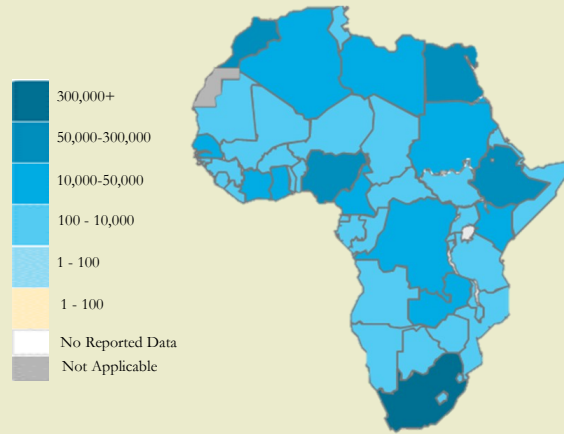 300,000+
50,000-300,000
10,000-50,000
100 - 10,000
1 - 100
1 - 100
No Reported Data
Not Applicable